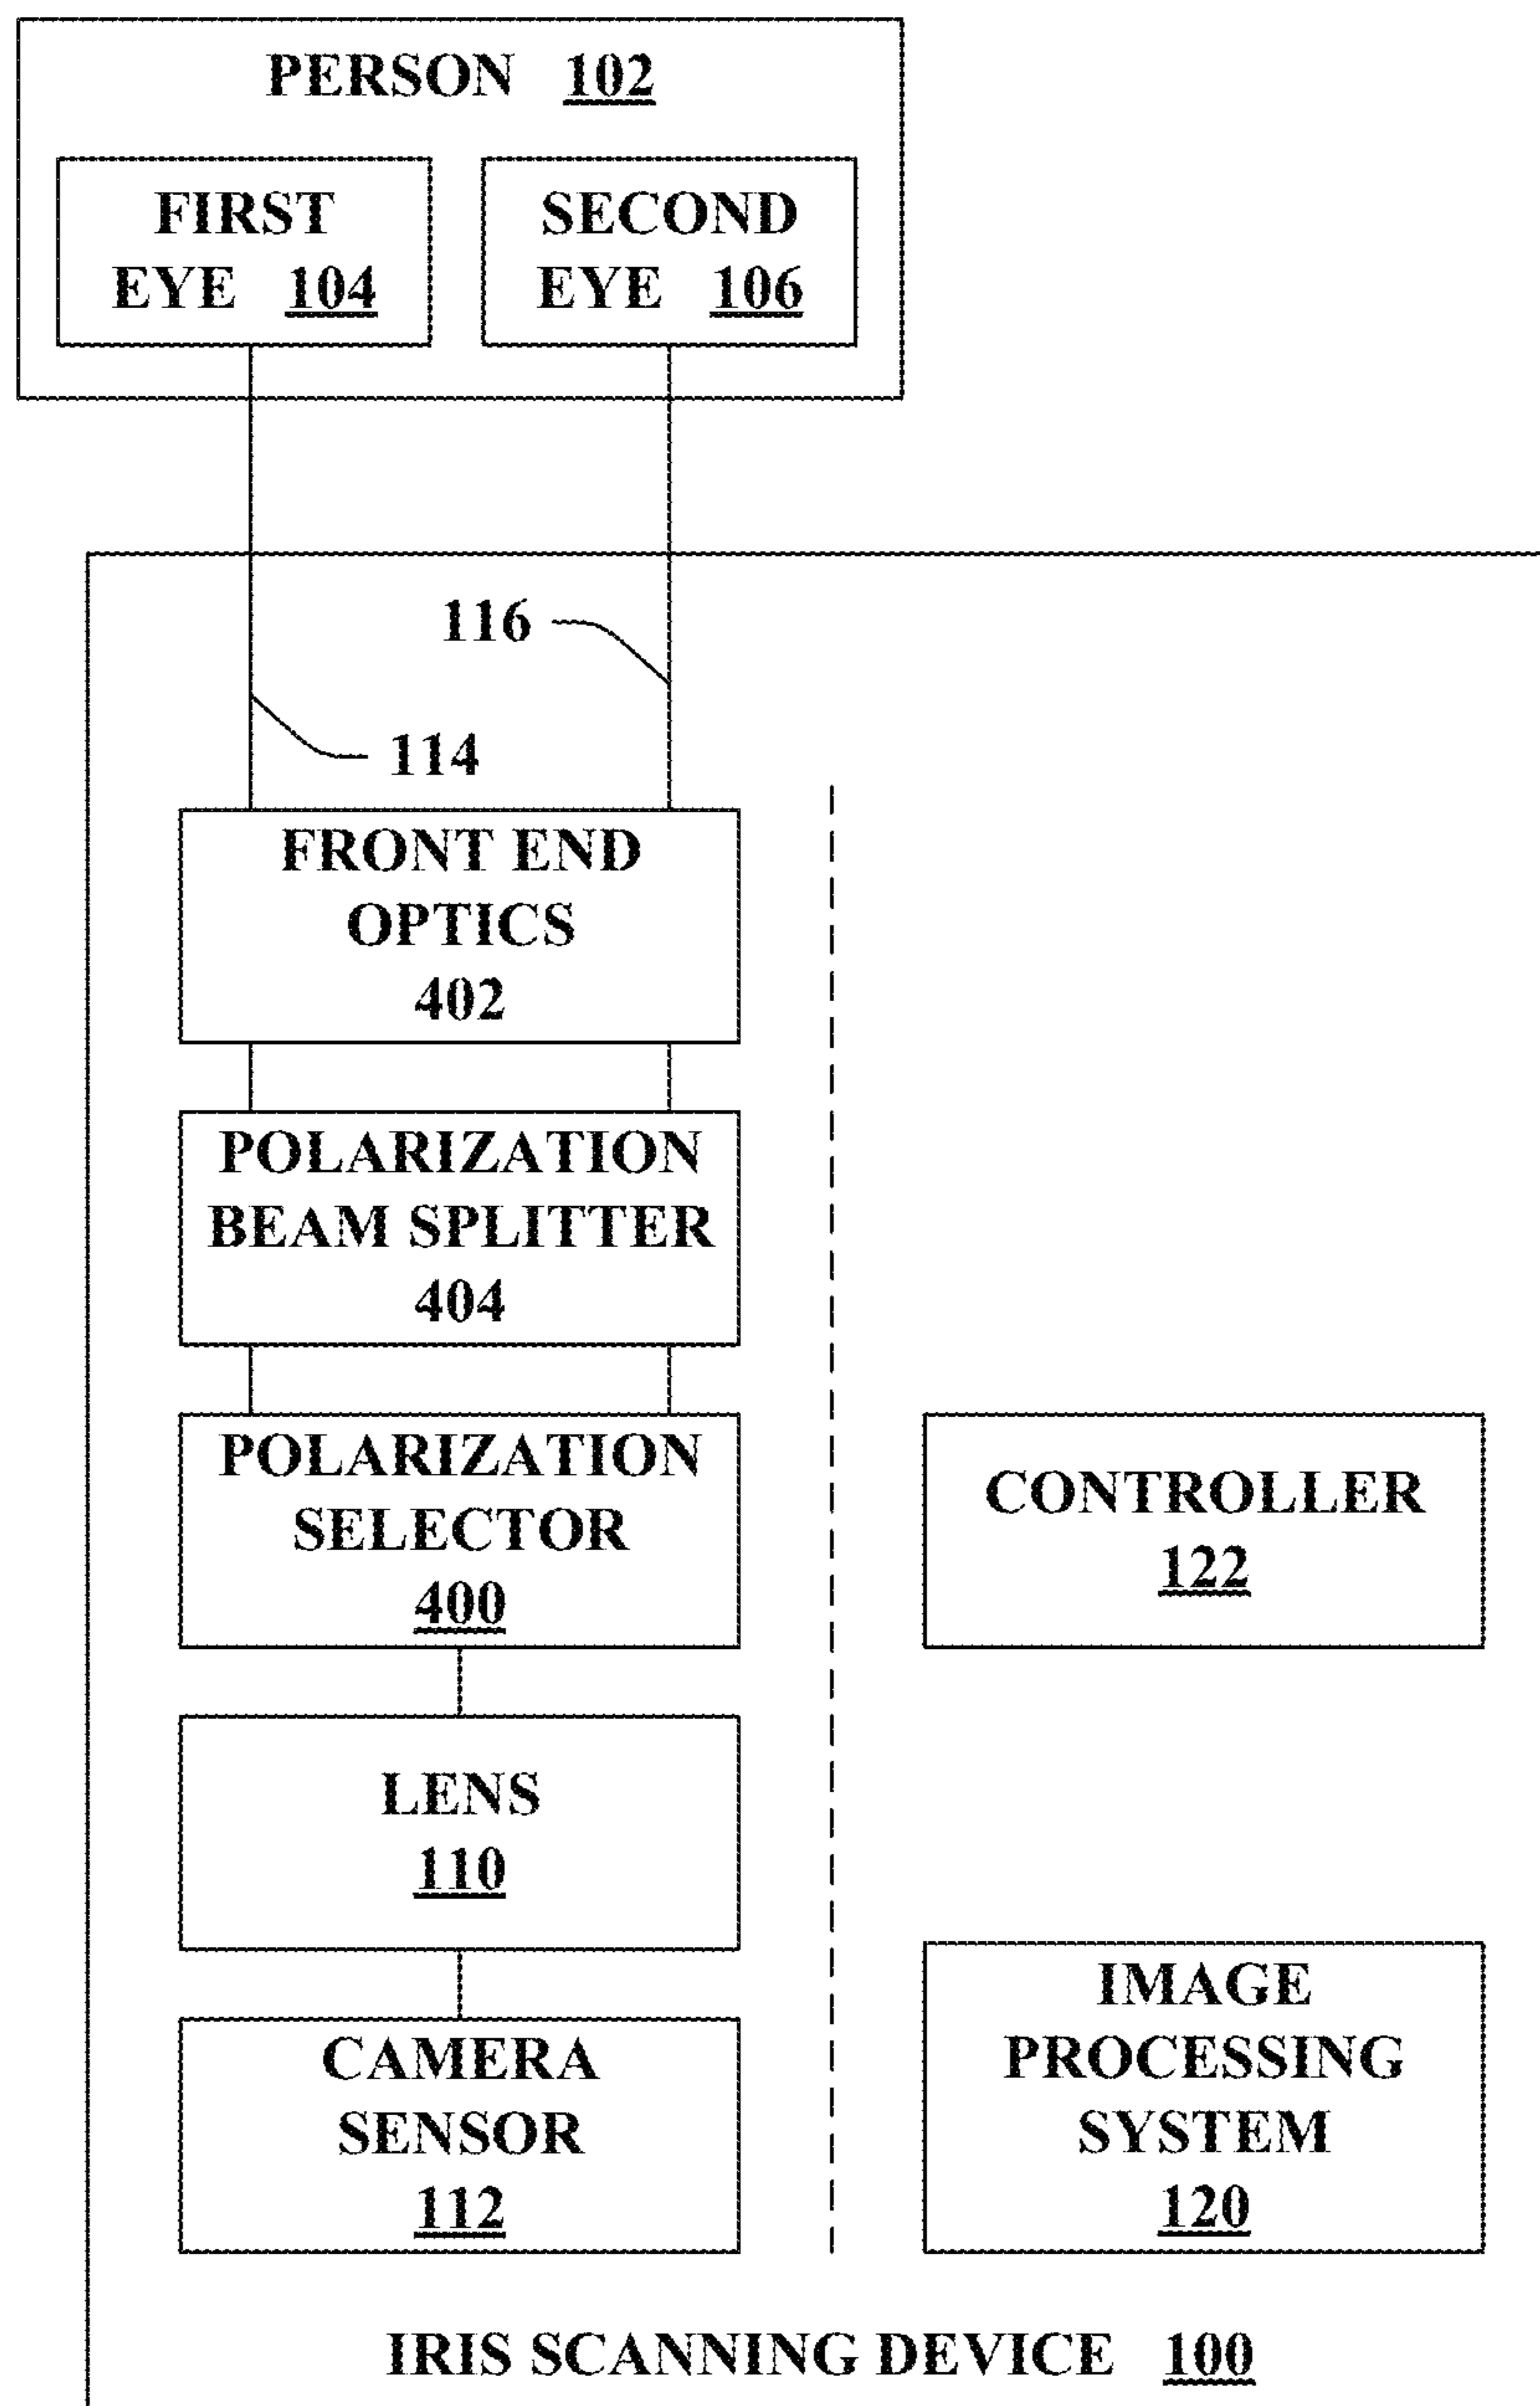 PERSON 102
FIRST
EYE 104
SECOND
EYE 106
116
114
FRONT END
OPTICS
402
POLARIZATION
BEAM SPLITTER
404
POLARIZATION
SELECTOR
400
CONTROLLER
122
LENS
110
CAMERA
SENSOR
112
IMAGE
PROCESSING
SYSTEM
120
IRIS SCANNING DEVICE 100